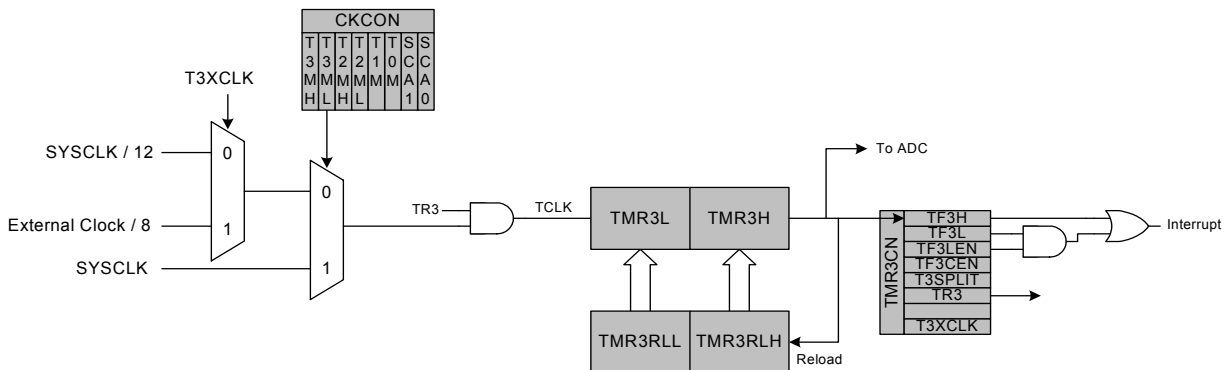 CKCON
T3MH
T3ML
T2MH
T2ML
T1M
T0M
SCA1
SCA0
T3XCLK
SYSCLK / 12
0
1
External Clock / 8
SYSCLK
0
1
TR3
TCLK
TMR3L
TMR3H
To ADC
TMR3RLL
TMR3RLH
Reload
TMR3CN
TF3H
TF3L
TF3LEN
TF3CEN
T3SPLIT
TR3
T3XCLK
Interrupt